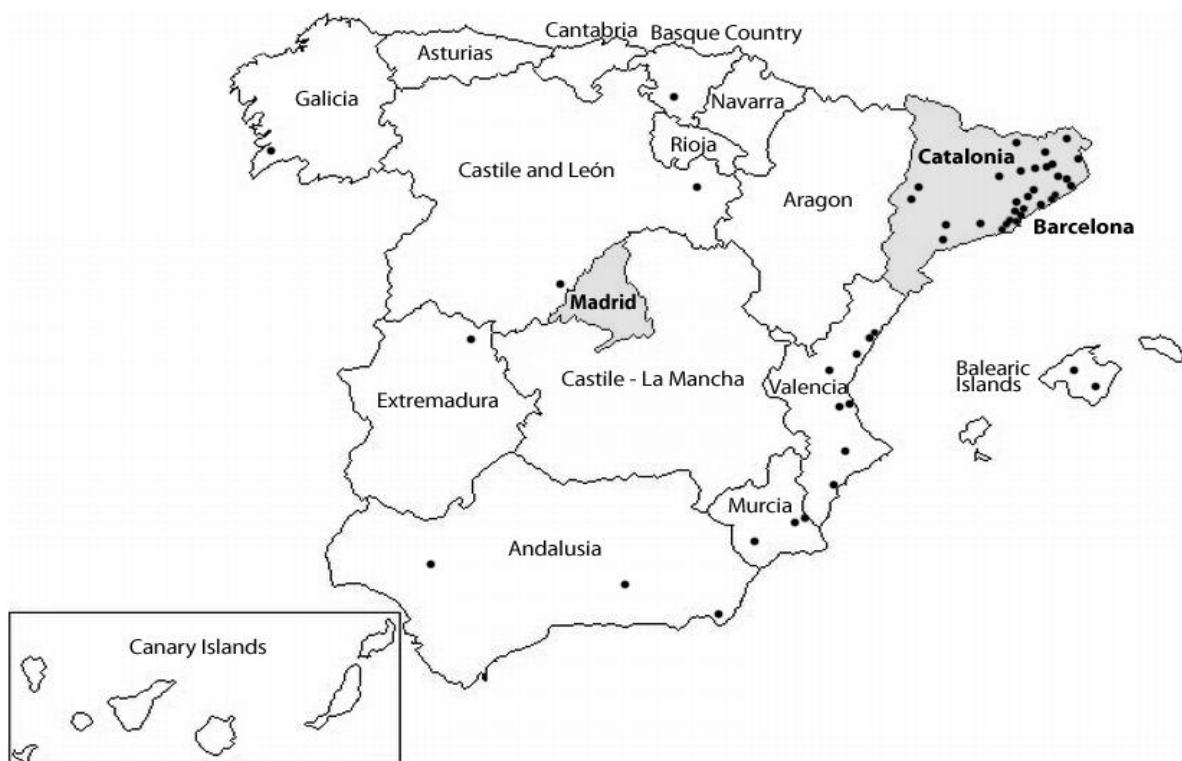 Cantabria
Basque Country
Asturias
Galicia
Navarra
Rioja
Catalonia
Castile and León
Aragon
Barcelona
Madrid
Balearic
Islands
Castile - La Mancha
Valencia
Extremadura
Murcia
Andalusia
Canary Islands